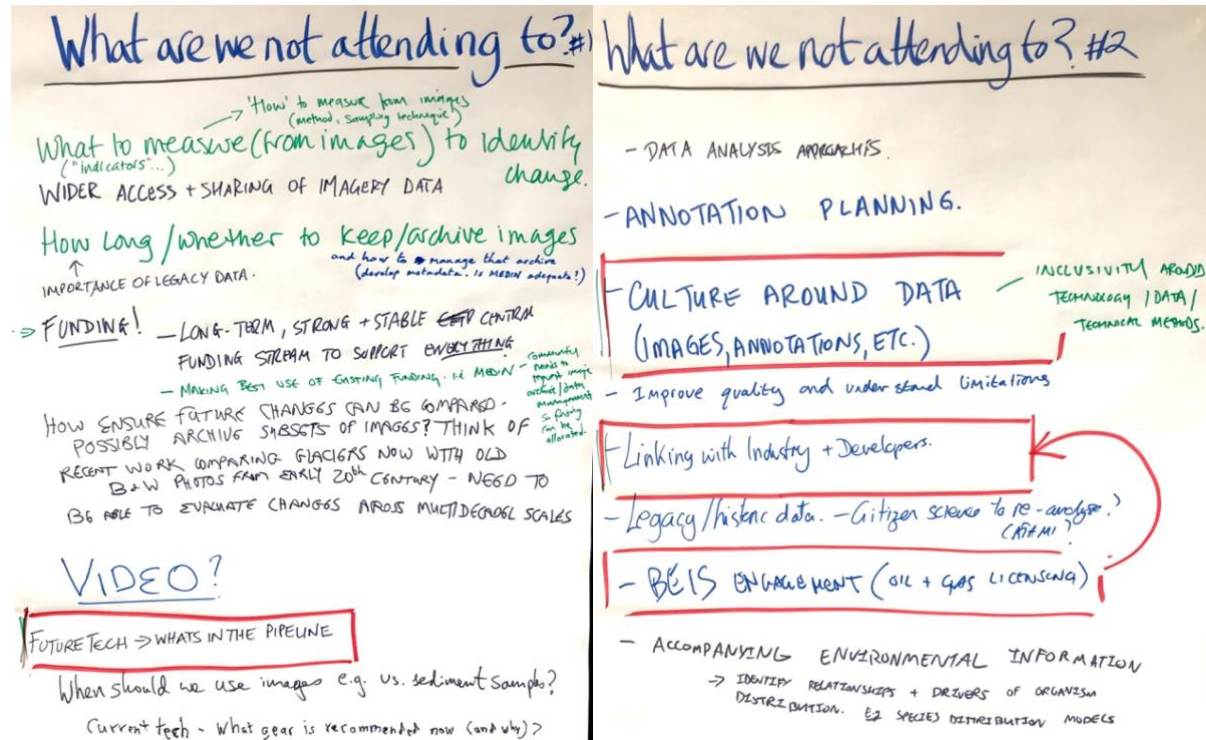 What are we not attending to? #1
'How' to measure from images
(method, sampling technique)
What to measure (from images) to identify
("indicators"...)
change.
WIDER ACCESS + SHARING OF IMAGERY DATA
How long / whether to keep/archive images
and how to manage that archive
(develop metadata. is MEDIN adequate?)
IMPORTANCE OF LEGACY DATA.
FUNDING! — LONG-TERM, STRONG + STABLE CENTRAL
FUNDING STREAM TO SUPPORT EVERYTHING
- MAKING BEST USE OF EXISTING FUNDING. IE MEDIN -
community
needs to
request image
archive/data
management
so funding
can be
allocated.
HOW ENSURE FUTURE CHANGES CAN BE COMPARED.
POSSIBLY ARCHIVE SUBSETS OF IMAGES? THINK OF
RECENT WORK COMPARING GLACIERS NOW WITH OLD
B+W PHOTOS FROM EARLY 20th CENTURY - NEED TO
BE ABLE TO EVALUATE CHANGES AROSS MULTIDECADEL SCALES
VIDEO?
FUTURE TECH → WHATS IN THE PIPELINE
When should we use images e.g. vs. sediment samples?
Current tech - What gear is recommended now (and why)?
What are we not attending to? #2
- DATA ANALYSIS APPROACHES.
- ANNOTATION PLANNING.
- CULTURE AROUND DATA
(IMAGES, ANNOTATIONS, ETC.)
INCLUSIVITY AROUND
TECHNOLOGY / DATA /
TECHNICAL METHODS.
- Improve quality and understand limitations
- Linking with Industry + Developers.
- Legacy/historic data. - Citizen science to re-analyse?
- BEIS ENGAGEMENT (OIL + GAS LICENSING)
- ACCOMPANYING ENVIRONMENTAL INFORMATION
→ IDENTIFY RELATIONSHIPS + DRIVERS OF ORGANISM
DISTRIBUTION. EG SPECIES DISTRIBUTION MODELS